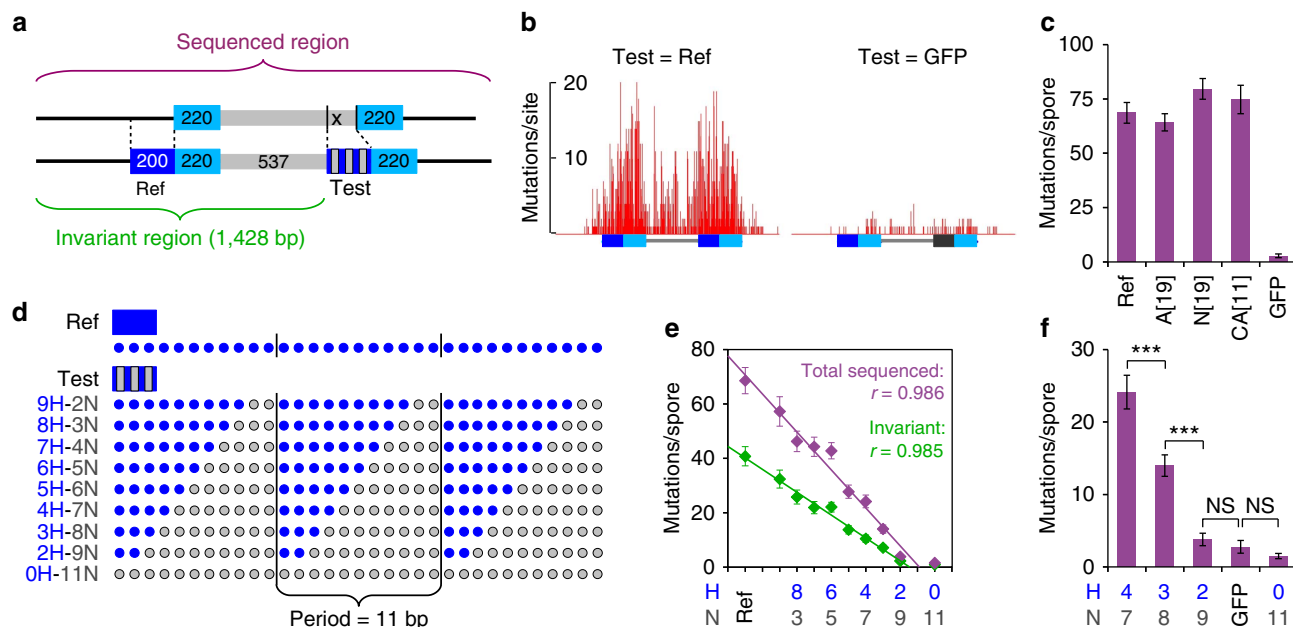 a
Sequenced region
220
x
220
200
220
537
220
Ref
Test
Invariant region (1,428 bp)
b
Test = Ref
Test = GFP
Mutations/site
20
10
c
Mutations/spore
100
75
50
25
0
Ref
A[19]
N[19]
CA[11]
GFP
d
Ref
Test
9H-2N
8H-3N
7H-4N
6H-5N
5H-6N
4H-7N
3H-8N
2H-9N
0H-11N
Period = 11 bp
e
Mutations/spore
80
60
40
20
0
Total sequenced:
r = 0.986
Invariant:
r = 0.985
H Ref 8 6 4 2 0
N 3 5 7 9 11
f
Mutations/spore
30
20
10
0
***
***
NS NS
H 4 3 2 GFP 0
N 7 8 9 11